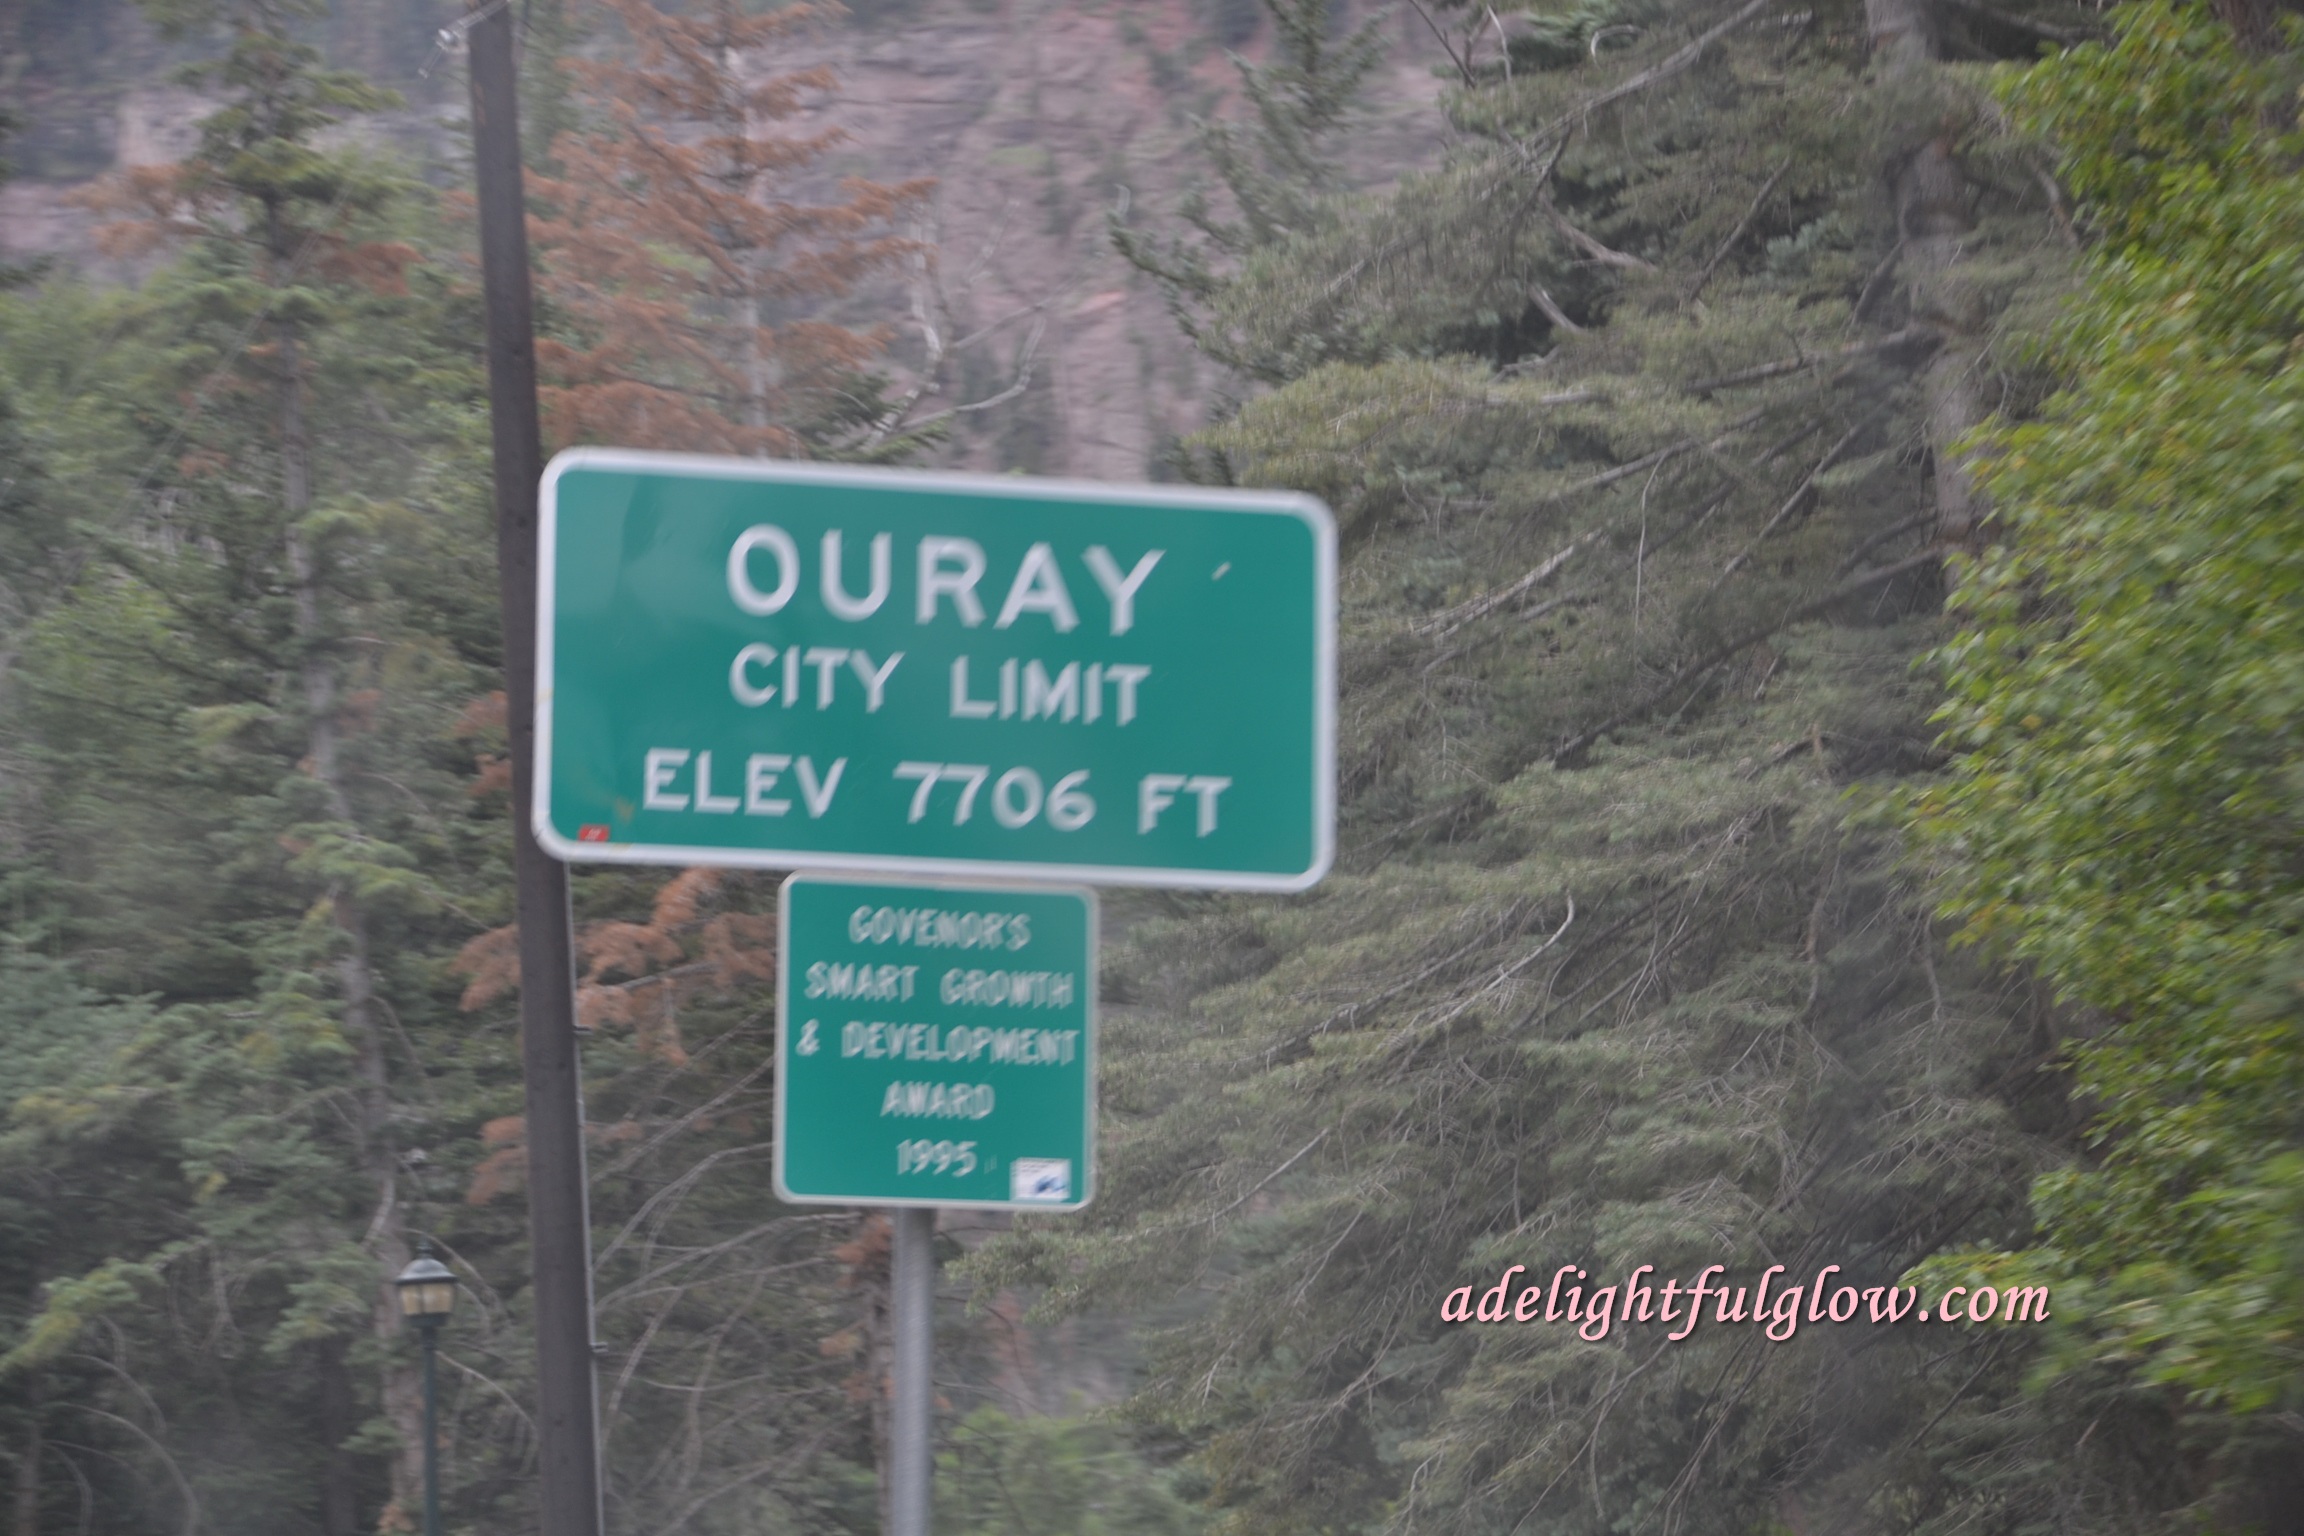 OURAY
CITY LIMIT
ELEV 7706 FT
GOVENOR'S
SMART GROWTH
& DEVELOPMENT
AWARD
1995
adelightfulglow.com